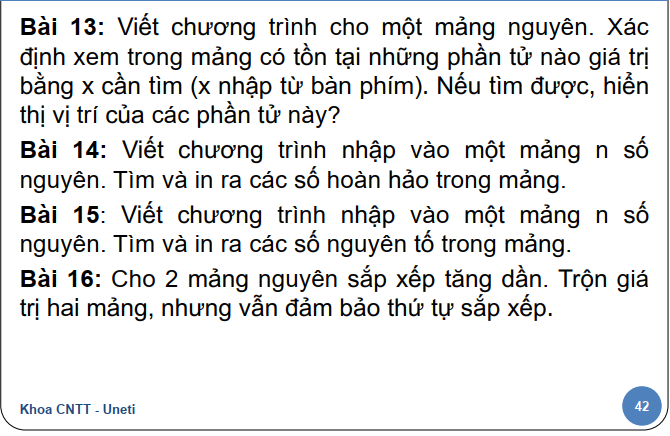 Bài 13: Viết chương trình cho một mảng nguyên. Xác
định xem trong mảng có tồn tại những phần tử nào giá trị
bằng x cần tìm (x nhập từ bàn phím). Nếu tìm được, hiển
thị vị trí của các phần tử này?
Bài 14: Viết chương trình nhập vào một mảng n số
nguyên. Tìm và in ra các số hoàn hảo trong mảng.
Bài 15: Viết chương trình nhập vào một mảng n số
nguyên. Tìm và in ra các số nguyên tố trong mảng.
Bài 16: Cho 2 mảng nguyên sắp xếp tăng dần. Trộn giá
trị hai mảng, nhưng vẫn đảm bảo thứ tự sắp xếp.
Khoa CNTT - Uneti
42